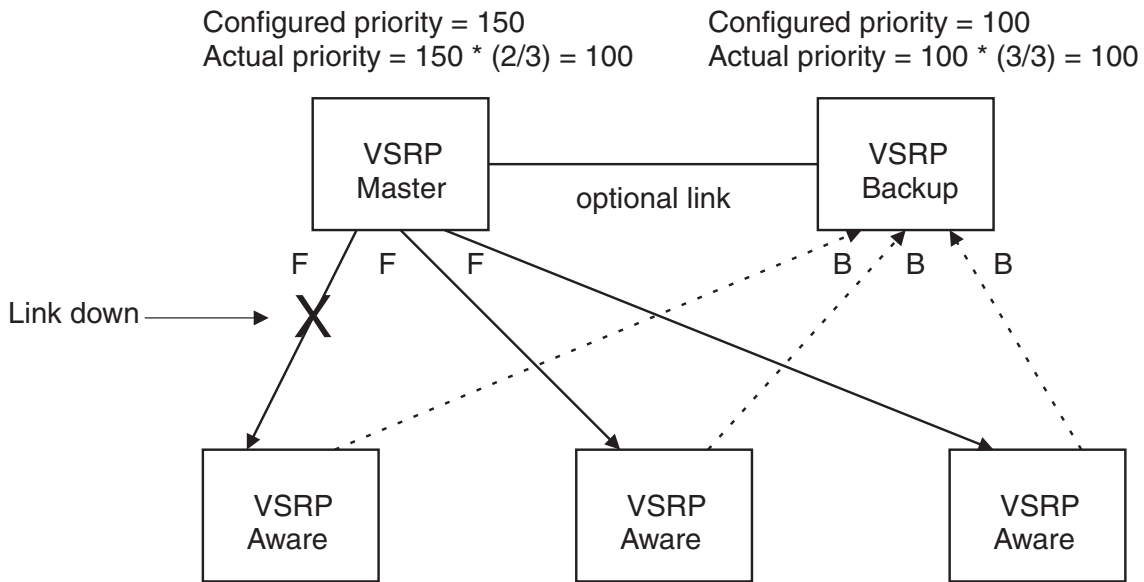 Configured priority = 150
Actual priority = 150 * (2/3) = 100
Configured priority = 100
Actual priority = 100 * (3/3) = 100
VSRP
Master
optional link
VSRP
Backup
F
F
F
B
B
B
Link down
X
VSRP
Aware
VSRP
Aware
VSRP
Aware